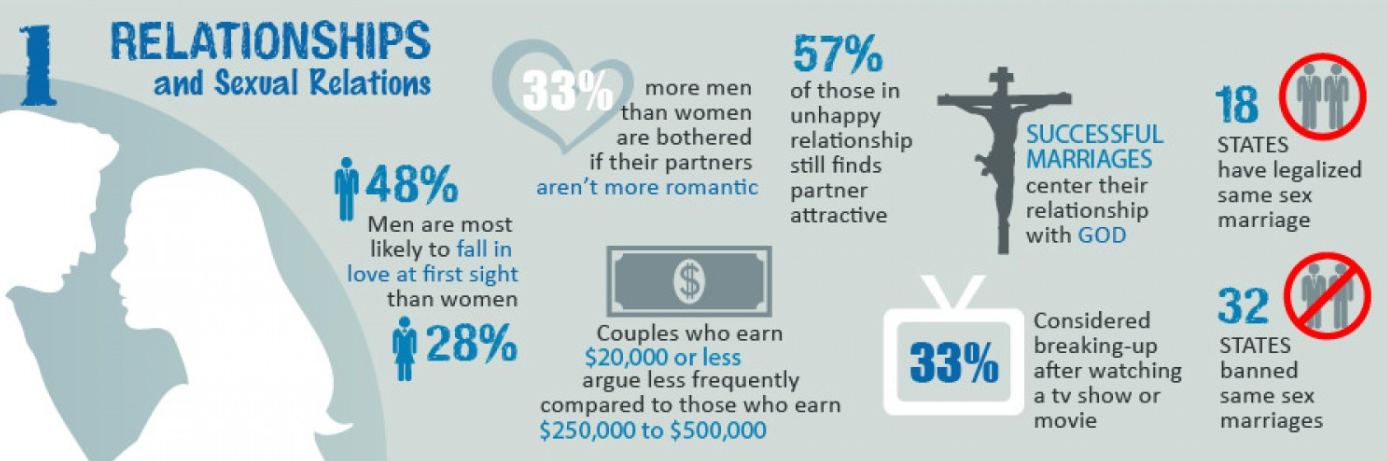 1
RELATIONSHIPS
and Sexual Relations
48%
Men are most
likely to fall in
love at first sight
than women
28%
33%
more men
than women
are bothered
if their partners
aren't more romantic
$
Couples who earn
$20,000 or less
argue less frequently
compared to those who earn
$250,000 to $500,000
57%
of those in
unhappy
relationship
still finds
partner
attractive
SUCCESSFUL
MARRIAGES
center their
relationship
with GOD
33%
Considered
breaking-up
after watching
a tv show or
movie
18
STATES
have legalized
same sex
marriage
32
STATES
banned
same sex
marriages